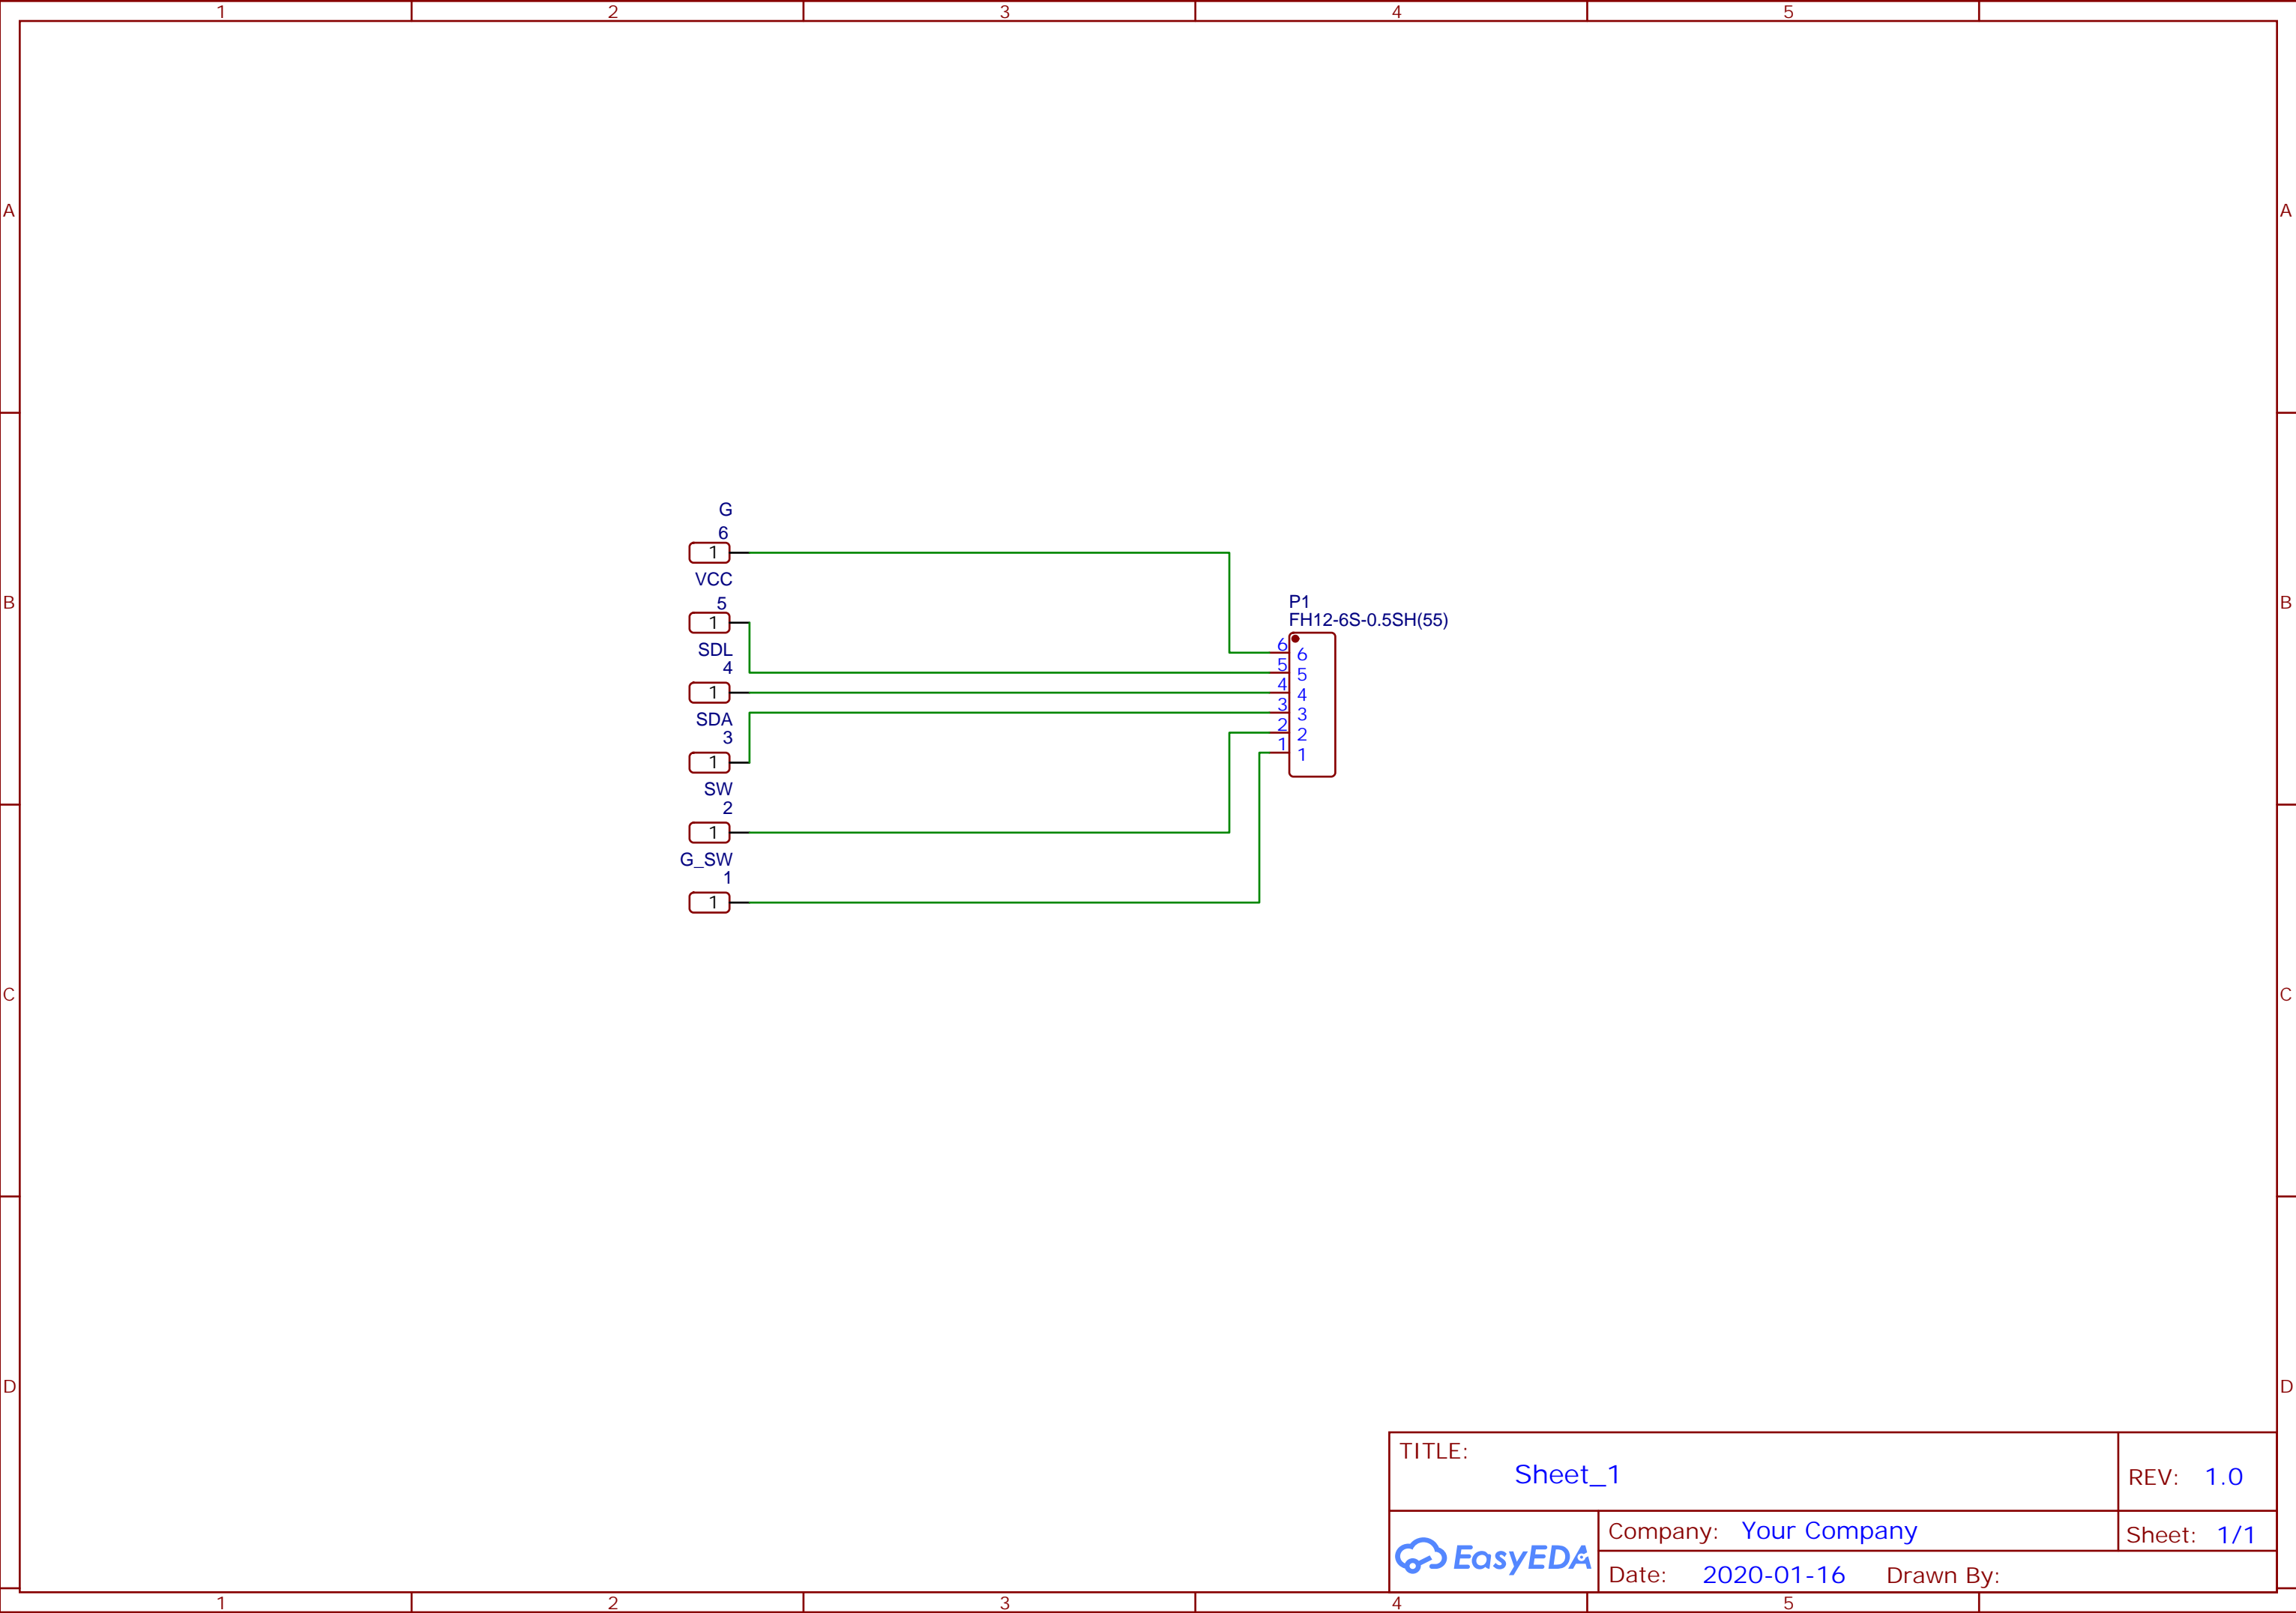 1 2 3 4 5
A A
G
6
1
VCC
5
1
B B
P1
FH12-6S-0.5SH(55)
SDL
4
1
SDA
3
1
SW
2
1
G_SW
1
1
6 6
5 5
4 4
3 3
2 2
1 1
C C
D D
TITLE:
Sheet_1
REV: 1.0
EasyEDA
Company: Your Company
Sheet: 1/1
Date: 2020-01-16 Drawn By:
1 2 3 4 5